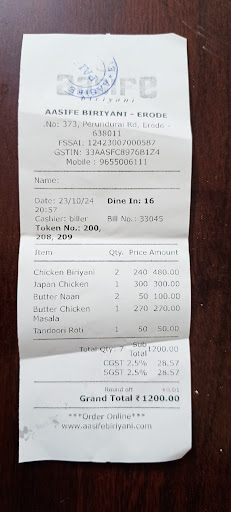 AASIFE
Biriyani
AASIFE BIRIYANI - ERODE
No: 373, Perundurai Rd, Erode -
638011
FSSAI 12423007000587
GSTIN: 33AASFC8976B1Z4
Mobile : 9655006111
Name:
Date: 23/10/24 Dine In: 16
20:57
Cashier: biller Bill No.: 33045
Token No.: 200,
208, 209
Item Qty. Price Amount
Chicken Biriyani 2 240 480.00
Japan Chicken 1 300 300.00
Butter Naan 2 50 100.00
Butter Chicken 1 270 270.00
Masala
Tandoori Roti 1 50 50.00
Total Qty: 7 Sub 1200.00
Total
CGST 2.5% 28.57
SGST 2.5% 28.57
Round off +0.01
Grand Total ₹ 1200.00
***Order Online***
www.aasifebiriyani.com